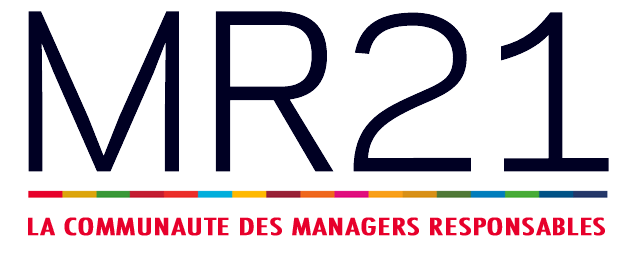 MR21
LA COMMUNAUTE DES MANAGERS RESPONSABLES